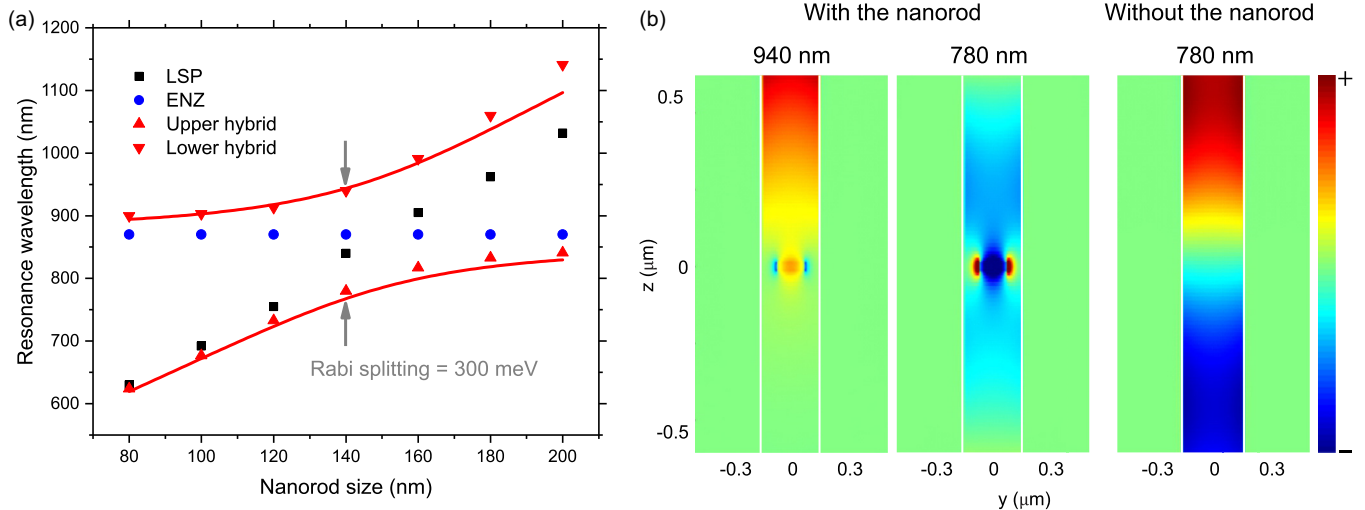 (a)
1200
1100
1000
900
800
700
600
Resonance wavelength (nm)
LSP
ENZ
Upper hybrid
Lower hybrid
Rabi splitting = 300 meV
80 100 120 140 160 180 200
Nanorod size (nm)
(b)
With the nanorod
Without the nanorod
940 nm
780 nm
780 nm
0.5
0
-0.5
z (μm)
-0.3 0 0.3
-0.3 0 0.3
-0.3 0 0.3
y (μm)
+
−